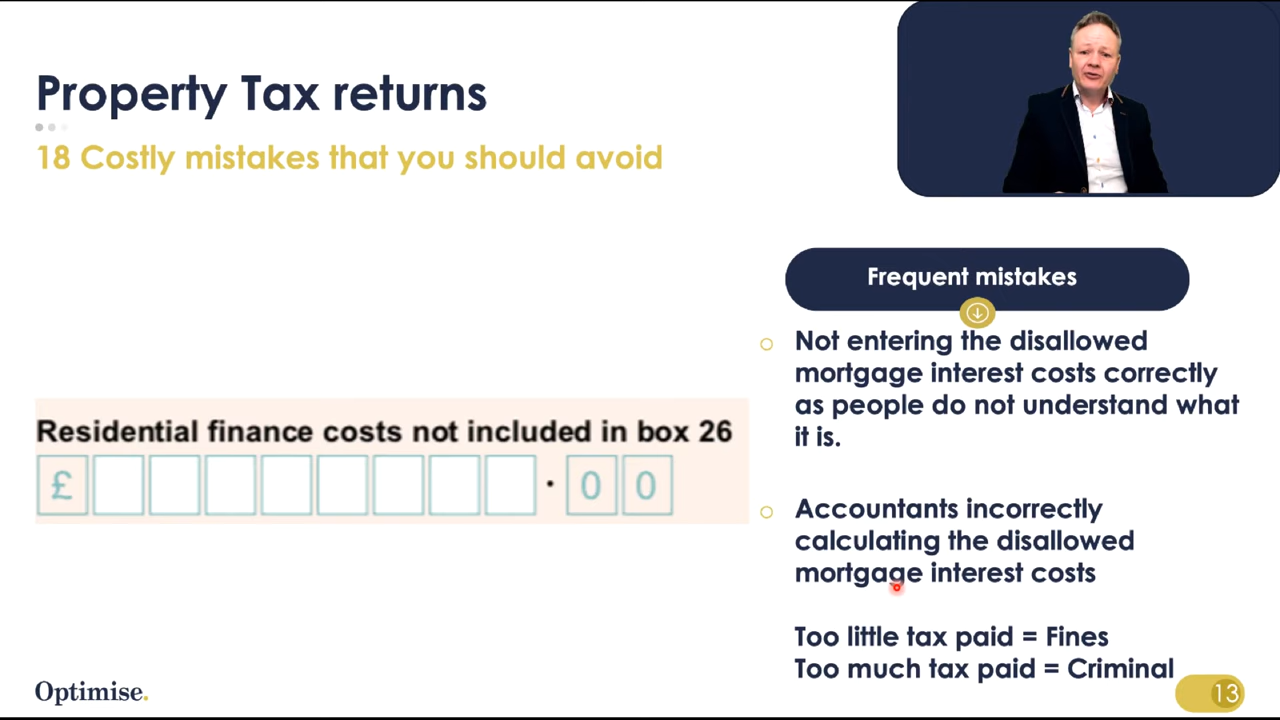 Property Tax returns
18 Costly mistakes that you should avoid
Frequent mistakes
Not entering the disallowed
mortgage interest costs correctly
as people do not understand what
it is.
Residential finance costs not included in box 26
£ . 0 0
Accountants incorrectly
calculating the disallowed
mortgage interest costs
Too little tax paid = Fines
Too much tax paid = Criminal
Optimise.
13